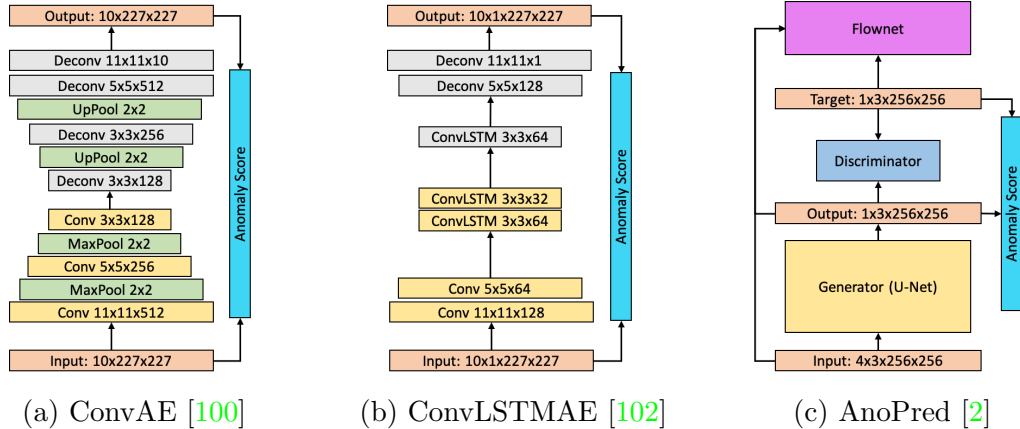 Output: 10x227x227
Deconv 11x11x10
Deconv 5x5x512
UpPool 2x2
Deconv 3x3x256
UpPool 2x2
Deconv 3x3x128
Conv 3x3x128
MaxPool 2x2
Conv 5x5x256
MaxPool 2x2
Conv 11x11x512
Input: 10x227x227
Anomaly Score
(a) ConvAE [100]
Output: 10x1x227x227
Deconv 11x11x1
Deconv 5x5x128
ConvLSTM 3x3x64
ConvLSTM 3x3x32
ConvLSTM 3x3x64
Conv 5x5x64
Conv 11x11x128
Input: 10x1x227x227
Anomaly Score
(b) ConvLSTMAE [102]
Flownet
Target: 1x3x256x256
Discriminator
Output: 1x3x256x256
Generator (U-Net)
Input: 4x3x256x256
Anomaly Score
(c) AnoPred [2]